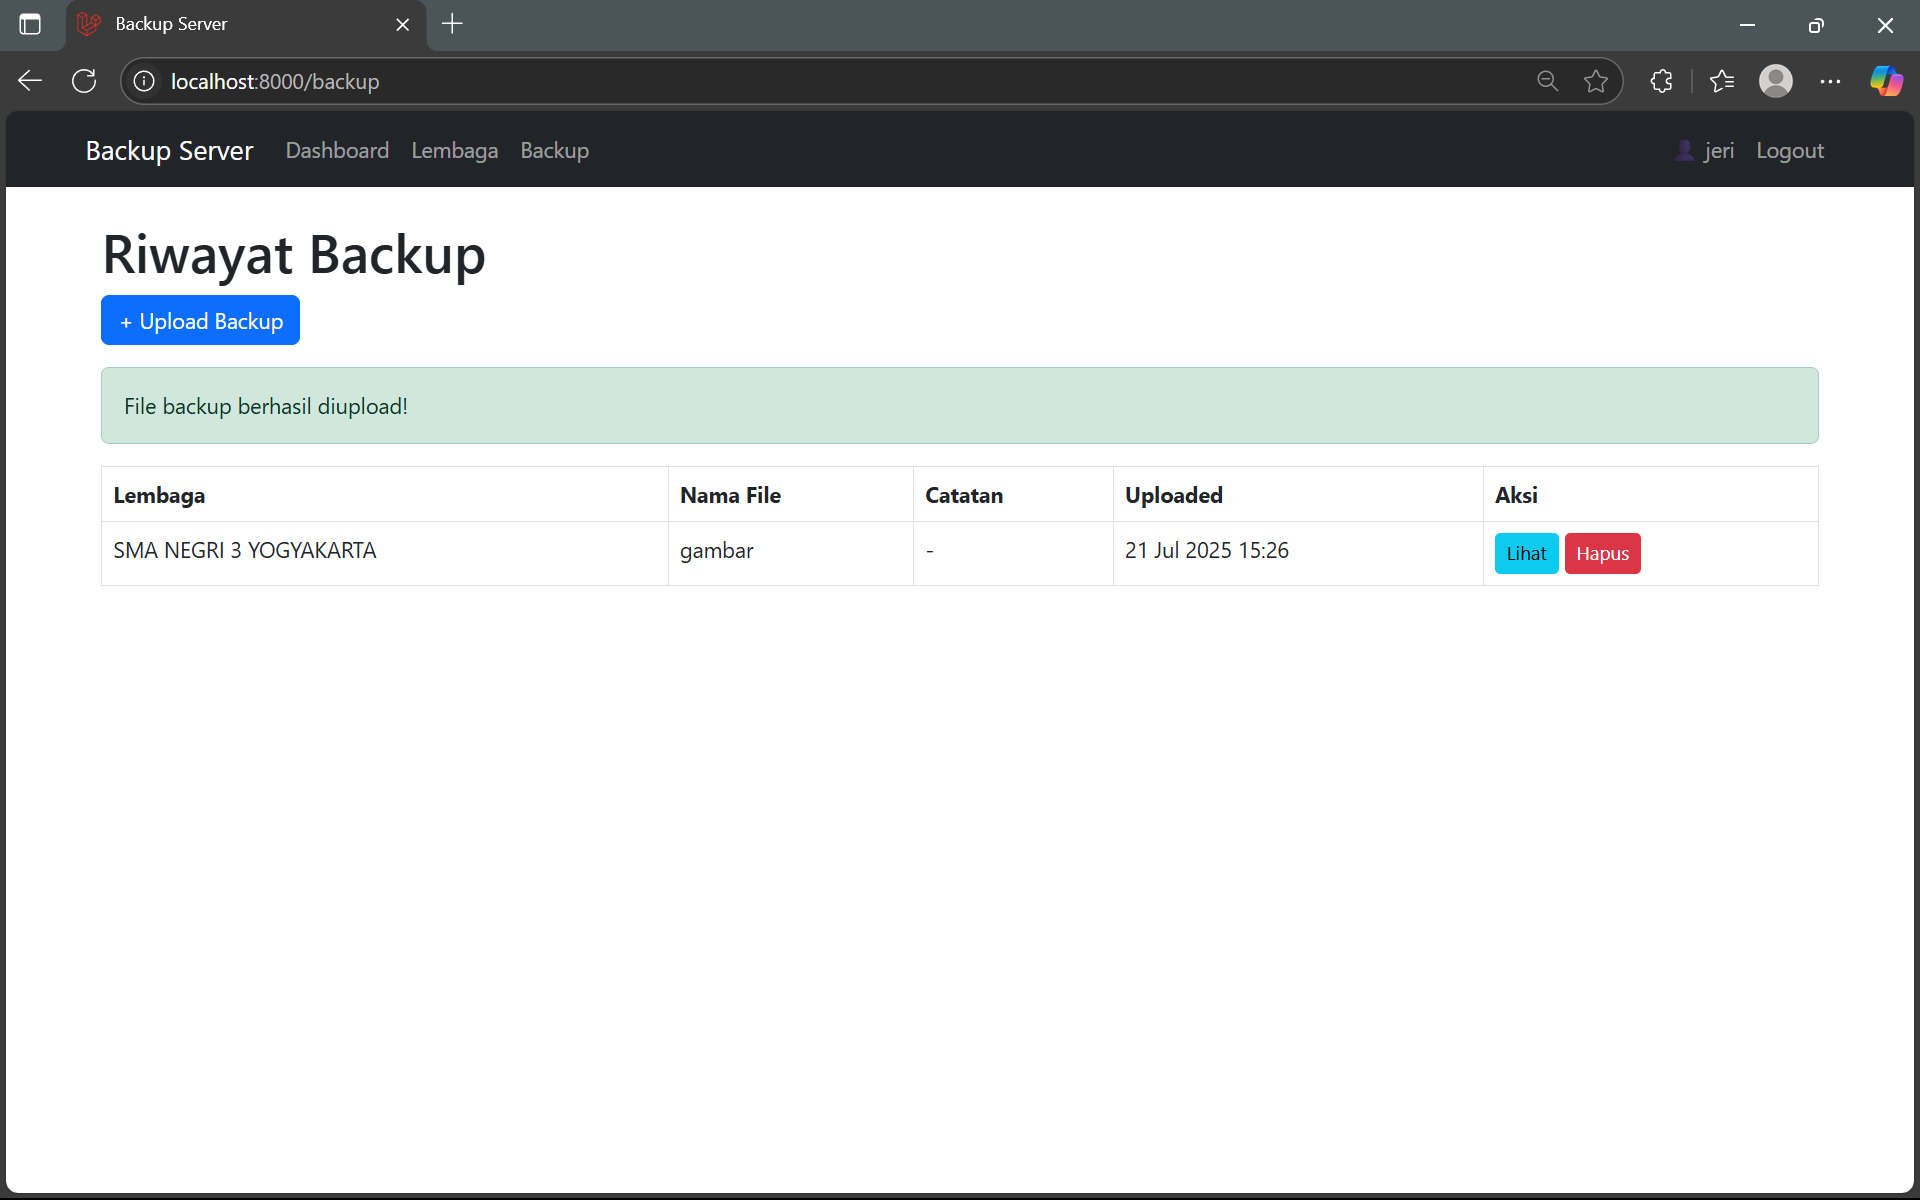 Backup Server
localhost:8000/backup
Backup Server Dashboard Lembaga Backup jeri Logout
Riwayat Backup
+ Upload Backup
File backup berhasil diupload!
Lembaga Nama File Catatan Uploaded Aksi
SMA NEGRI 3 YOGYAKARTA gambar - 21 Jul 2025 15:26 Lihat Hapus